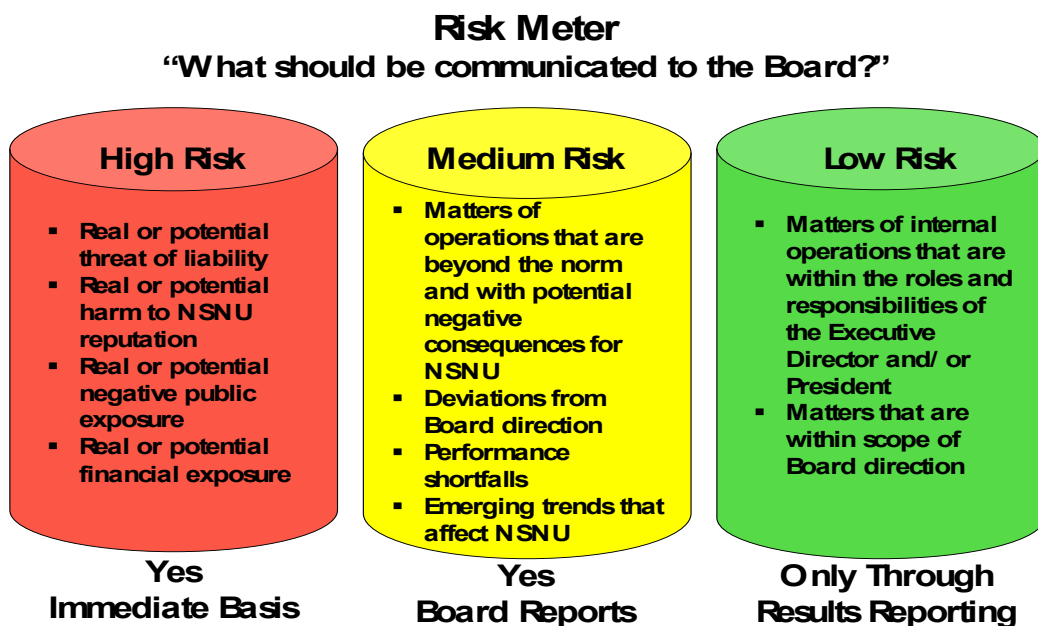 Risk Meter
“What should be communicated to the Board?”
High Risk
▪ Real or potential
threat of liability
▪ Real or potential
harm to NSNU
reputation
▪ Real or potential
negative public
exposure
▪ Real or potential
financial exposure
Yes
Immediate Basis
Medium Risk
▪ Matters of
operations that are
beyond the norm
and with potential
negative
consequences for
NSNU
▪ Deviations from
Board direction
▪ Performance
shortfalls
▪ Emerging trends that
affect NSNU
Yes
Board Reports
Low Risk
▪ Matters of internal
operations that are
within the roles and
responsibilities of
the Executive
Director and/ or
President
▪ Matters that are
within scope of
Board direction
Only Through
Results Reporting